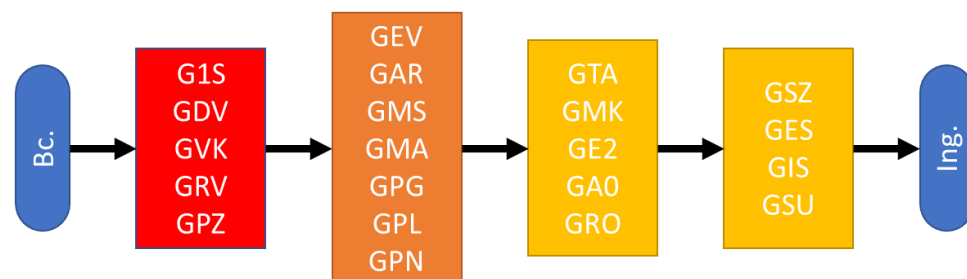 Bc.
G1S
GDV
GVK
GRV
GPZ
GEV
GAR
GMS
GMA
GPG
GPL
GPN
GTA
GMK
GE2
GA0
GRO
GSZ
GES
GIS
GSU
Ing.